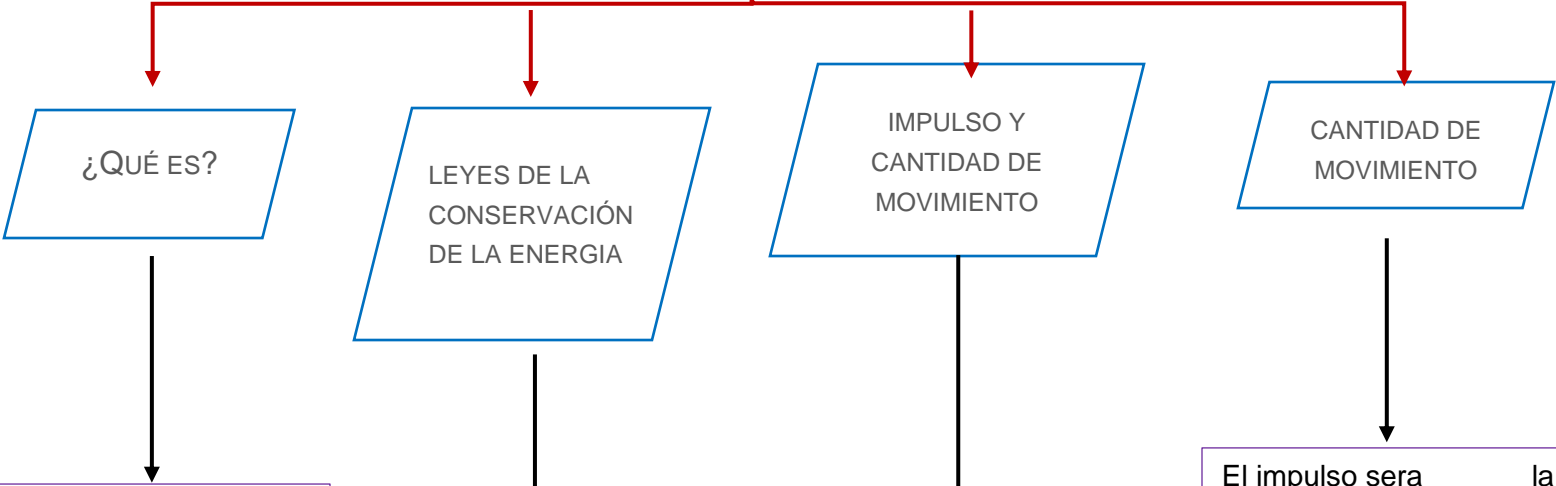 ¿QUÉ ES?
LEYES DE LA
CONSERVACIÓN
DE LA ENERGIA
IMPULSO Y
CANTIDAD DE
MOVIMIENTO
CANTIDAD DE
MOVIMIENTO
El impulso sera la